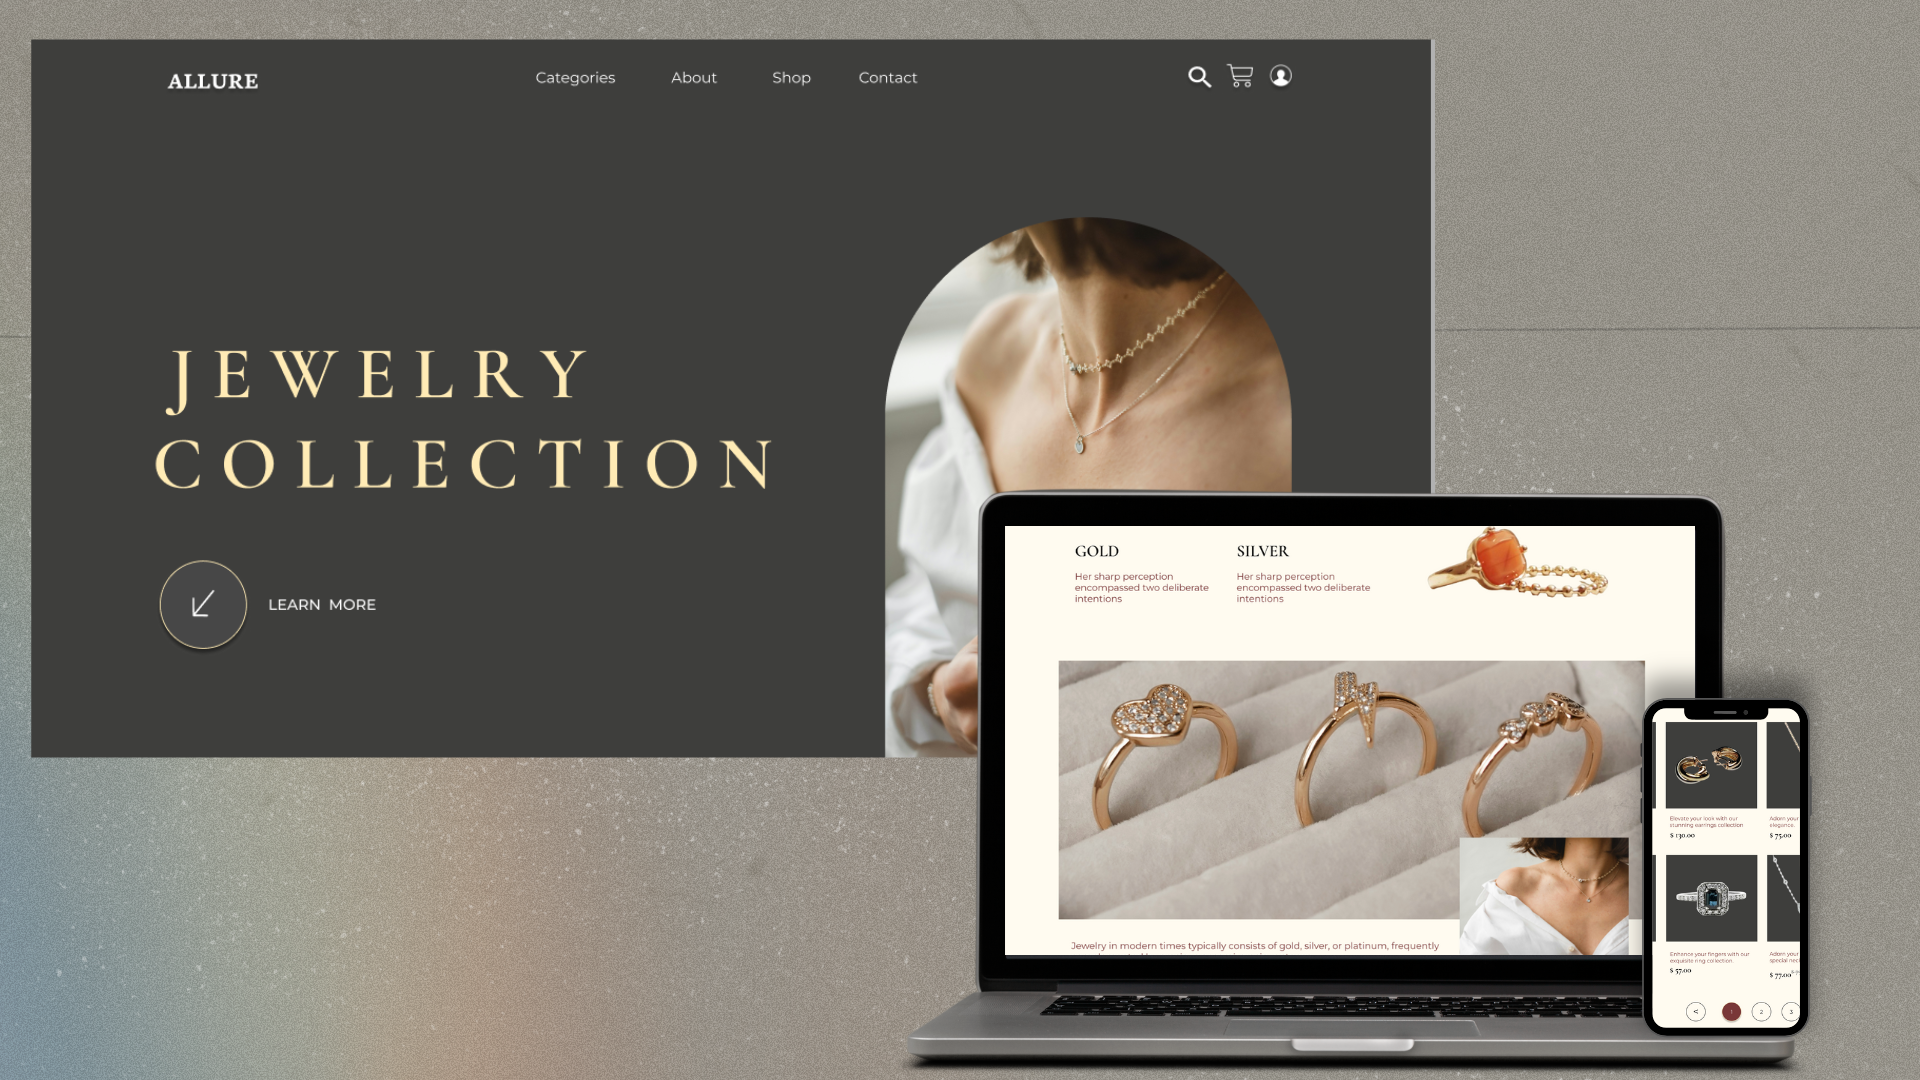 ALLURE
Categories About Shop Contact
JEWELRY
COLLECTION
LEARN MORE
GOLD
Her sharp perception
encompassed two deliberate
intentions
SILVER
Her sharp perception
encompassed two deliberate
intentions
Jewelry in modern times typically consists of gold, silver, or platinum, frequently
Elevate your look with our
stunning earrings collection
$ 130.00
Adorn your
elegance.
$ 75.00
Enhance your fingers with our
exquisite ring collection.
$ 57.00
Adorn your
special nec
$ 77.00
< 1 2 3